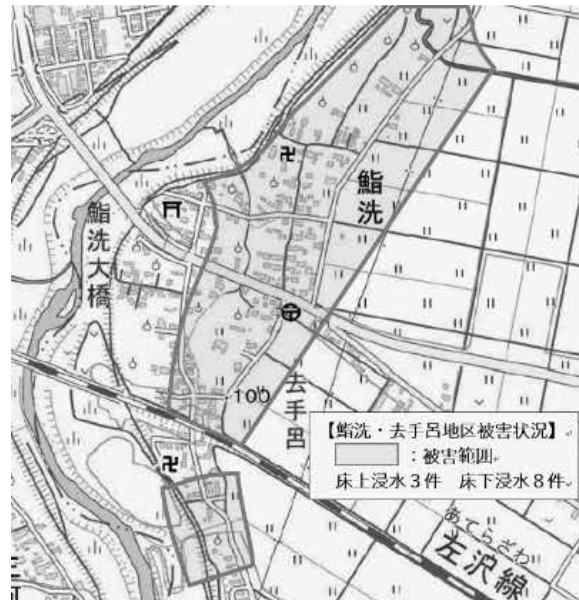 鮨洗大橋
鮨洗
去手呂
100
【鮨洗・去手呂地区被害状況】
：被害範囲
床上浸水３件　床下浸水８件
あてらざわ
左沢線